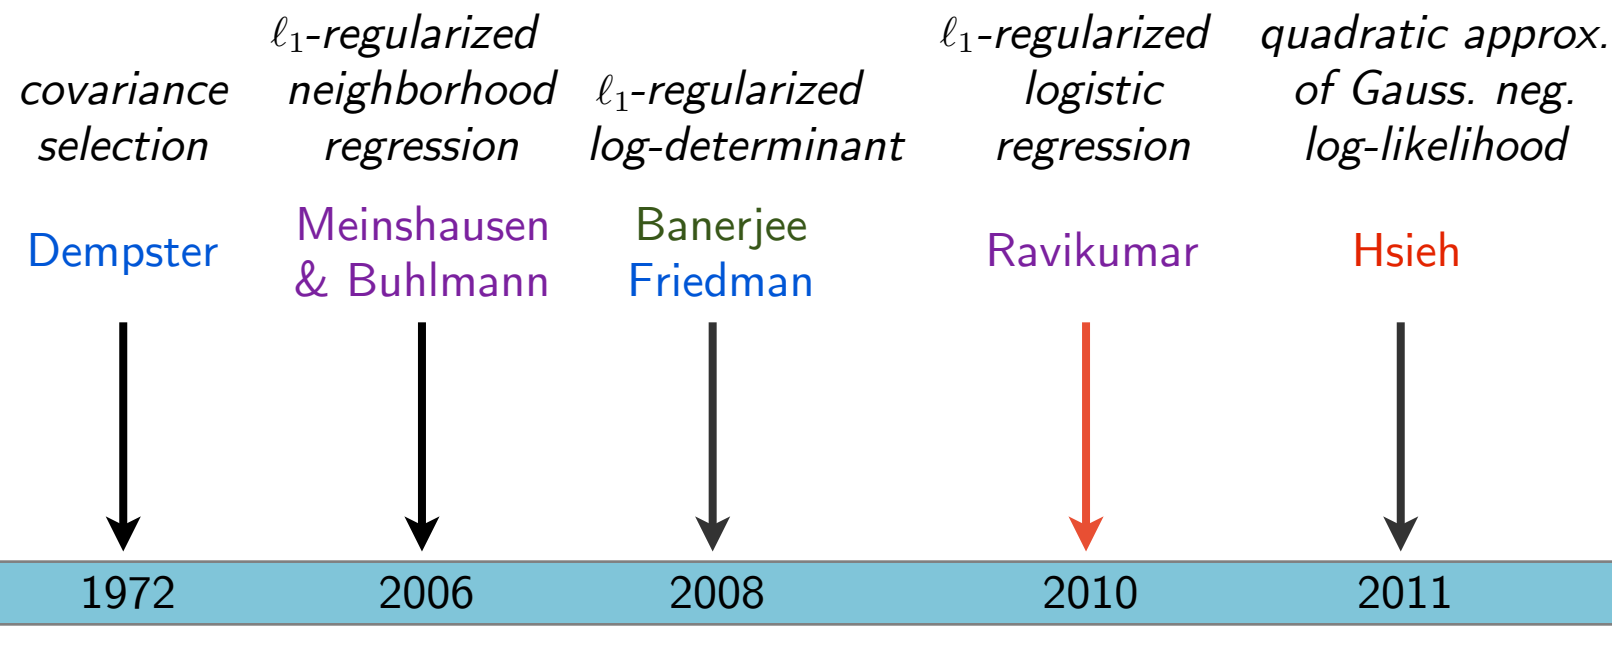 covariance
selection
Dempster
1972
ℓ₁-regularized
neighborhood
regression
Meinshausen
& Buhlmann
2006
ℓ₁-regularized
log-determinant
Banerjee
Friedman
2008
ℓ₁-regularized
logistic
regression
Ravikumar
2010
quadratic approx.
of Gauss. neg.
log-likelihood
Hsieh
2011